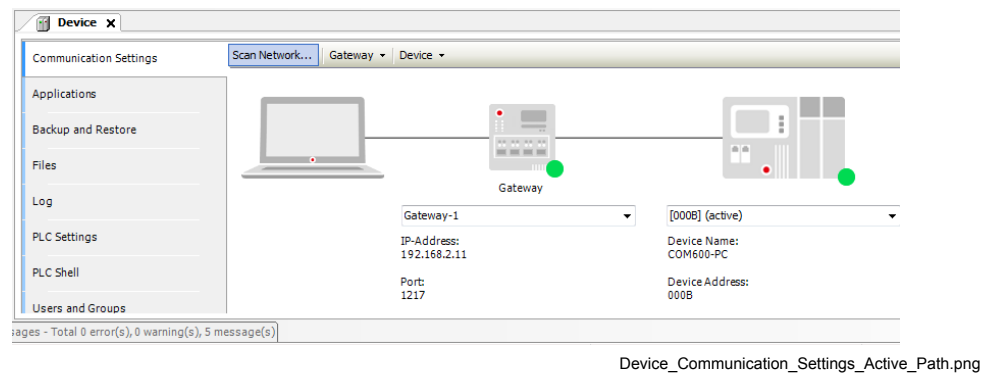 Device X
Communication Settings
Scan Network... Gateway Device
Applications
Backup and Restore
Files
Log
PLC Settings
PLC Shell
Users and Groups
Gateway
Gateway-1
IP-Address:
192.168.2.11
Port:
1217
[000B] (active)
Device Name:
COM600-PC
Device Address:
000B
sages - Total 0 error(s), 0 warning(s), 5 message(s)
Device_Communication_Settings_Active_Path.png